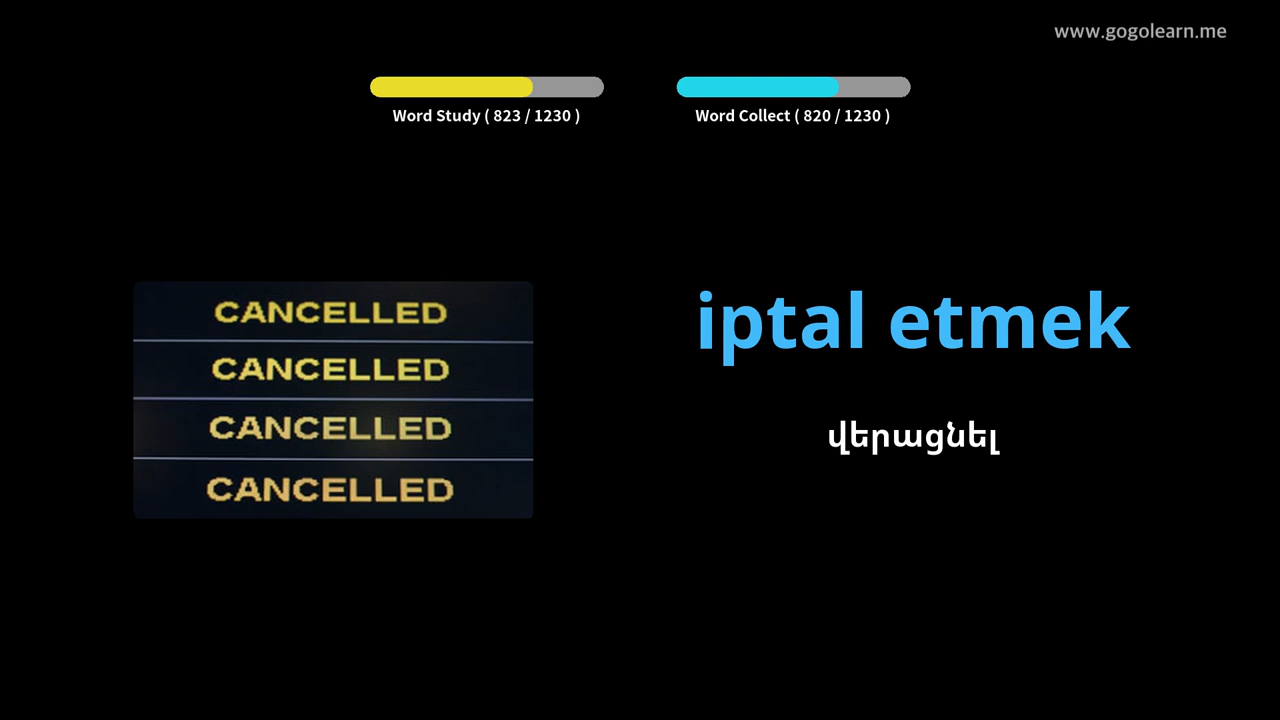 www.gogolearn.me
Word Study ( 823 / 1230 )
Word Collect ( 820 / 1230 )
CANCELLED
CANCELLED
CANCELLED
CANCELLED
iptal etmek
վերացնել